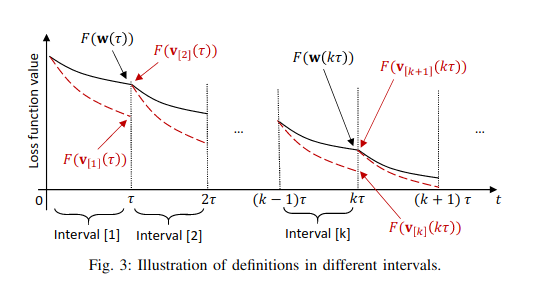 F(𝐰(τ))
F(𝐯[2](τ))
F(𝐰(kτ))
F(𝐯[k+1](kτ))
Loss function value
...
...
F(𝐯[1](τ))
0
τ
2τ
(k − 1)τ
kτ
(k + 1) τ
t
F(𝐯[k](kτ))
Interval [1]
Interval [2]
Interval [k]
Fig. 3: Illustration of definitions in different intervals.